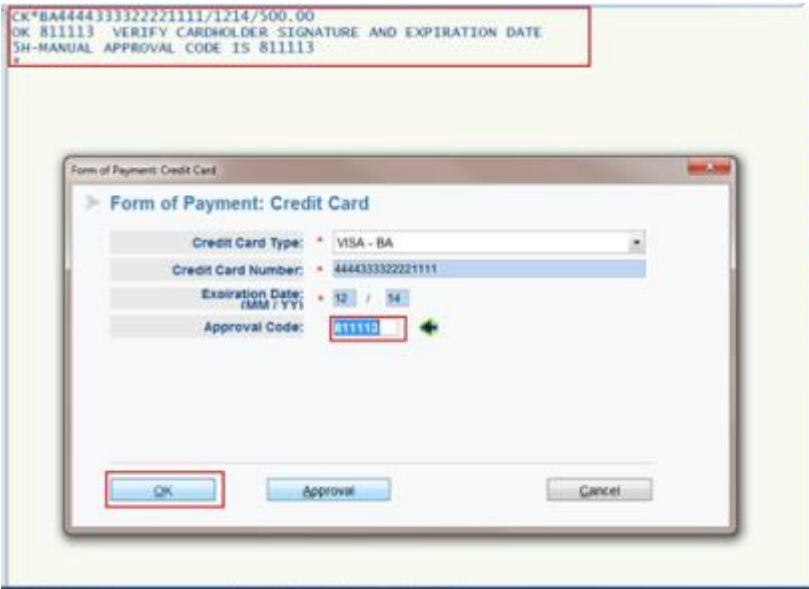 CK*BA4444333322221111/1214/500.00
OK 811113 VERIFY CARDHOLDER SIGNATURE AND EXPIRATION DATE
5H-MANUAL APPROVAL CODE IS 811113
*
Form of Payment: Credit Card
Form of Payment: Credit Card
Credit Card Type: * VISA - BA
Credit Card Number: * 4444333322221111
Expiration Date: * 12 / 14
(MM / YY)
Approval Code: 811113
OK Approval Cancel